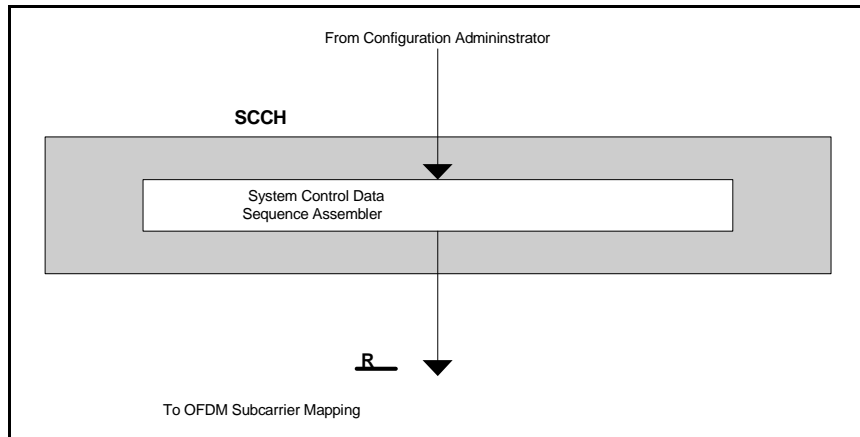 From Configuration Admininstrator
SCCH
System Control Data
Sequence Assembler
R
To OFDM Subcarrier Mapping